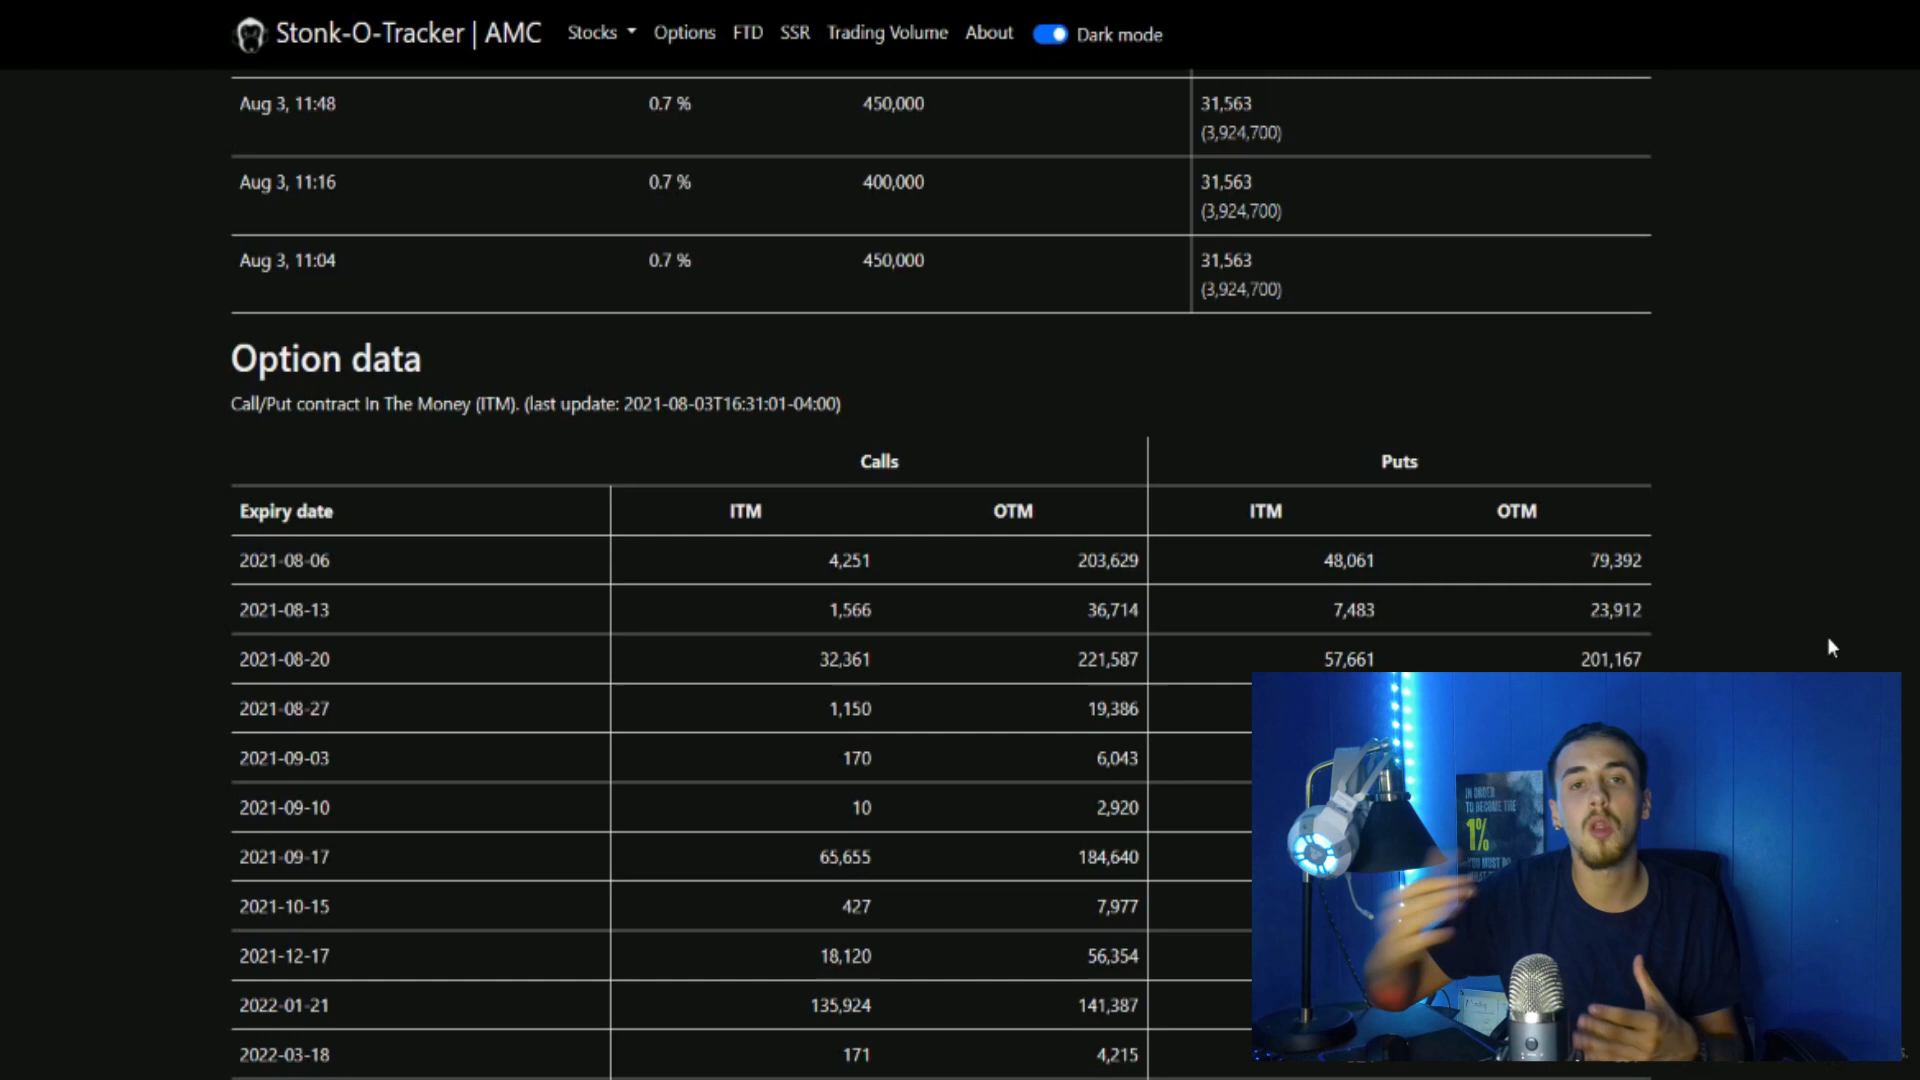 Stonk-O-Tracker | AMC Stocks Options FTD SSR Trading Volume About Dark mode
Aug 3, 11:48 0.7 % 450,000 31,563
(3,924,700)
Aug 3, 11:16 0.7 % 400,000 31,563
(3,924,700)
Aug 3, 11:04 0.7 % 450,000 31,563
(3,924,700)
Option data
Call/Put contract In The Money (ITM). (last update: 2021-08-03T16:31:01-04:00)
Calls Puts
Expiry date ITM OTM ITM OTM
2021-08-06 4,251 203,629 48,061 79,392
2021-08-13 1,566 36,714 7,483 23,912
2021-08-20 32,361 221,587 57,661 201,167
2021-08-27 1,150 19,386
2021-09-03 170 6,043
2021-09-10 10 2,920
2021-09-17 65,655 184,640
2021-10-15 427 7,977
2021-12-17 18,120 56,354
2022-01-21 135,924 141,387
2022-03-18 171 4,215
IN ORDER
TO BECOME THE
1%
YOU MUST